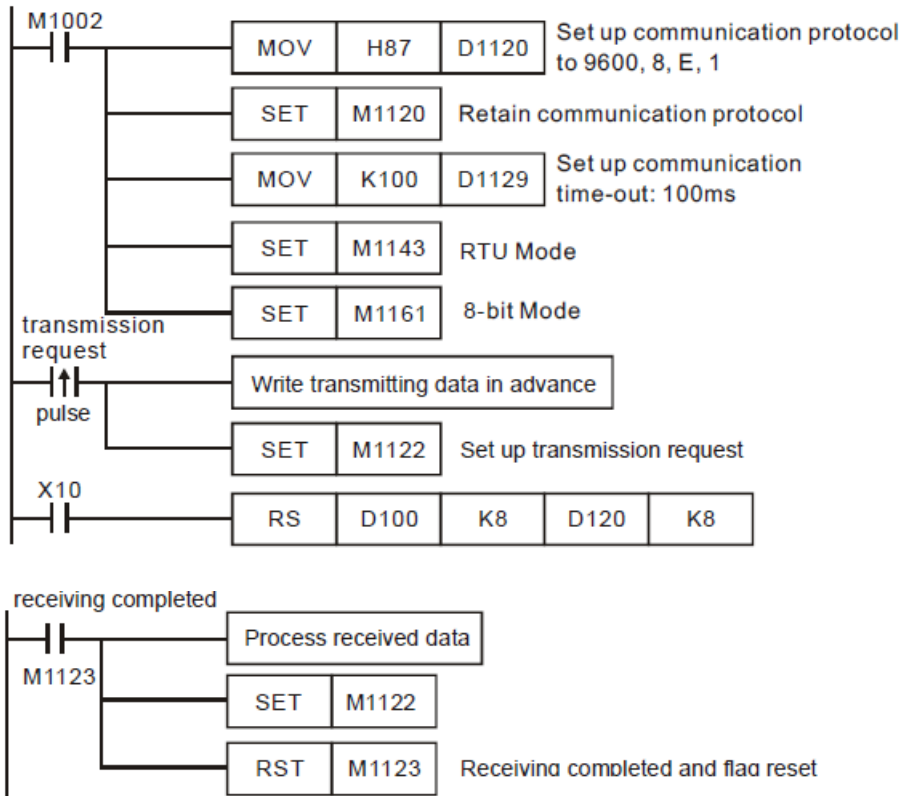 M1002
MOV H87 D1120 Set up communication protocol
to 9600, 8, E, 1
SET M1120 Retain communication protocol
MOV K100 D1129 Set up communication
time-out: 100ms
SET M1143 RTU Mode
SET M1161 8-bit Mode
transmission
request
pulse
Write transmitting data in advance
SET M1122 Set up transmission request
X10
RS D100 K8 D120 K8
receiving completed
M1123
Process received data
SET M1122
RST M1123 Receiving completed and flag reset